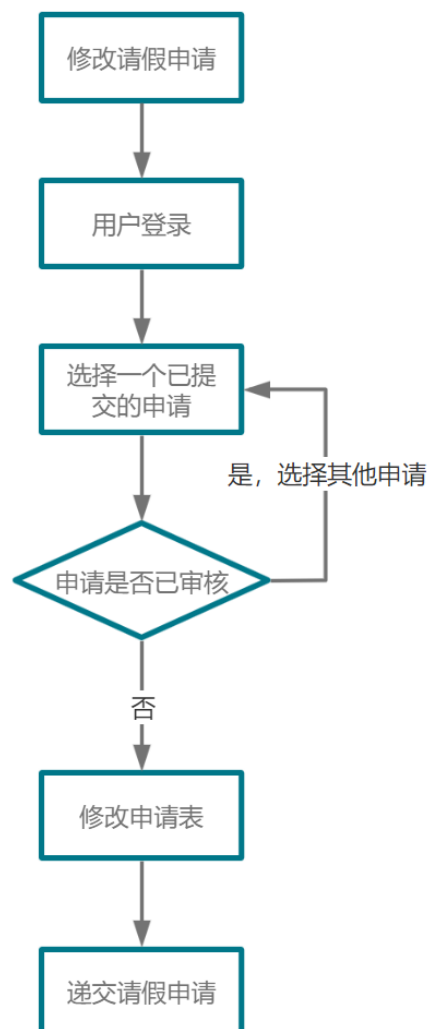 修改请假申请
用户登录
选择一个已提
交的申请
是，选择其他申请
申请是否已审核
否
修改申请表
递交请假申请